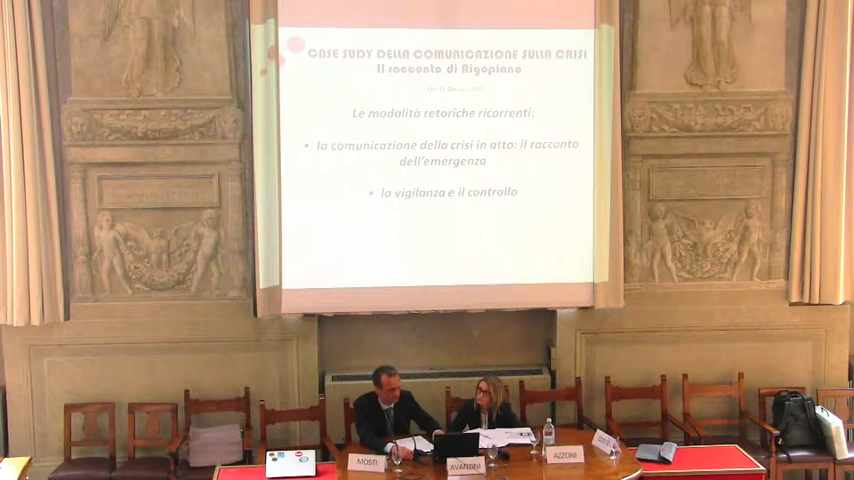 CASE SUDY DELLA COMUNICAZIONE SULLA CRISI
Il racconto di Rigopiano
Le modalità retoriche ricorrenti:
• la comunicazione della crisi in atto: il racconto
dell'emergenza
• la vigilanza e il controllo
MOSTI
AVANZINI
AZZONI